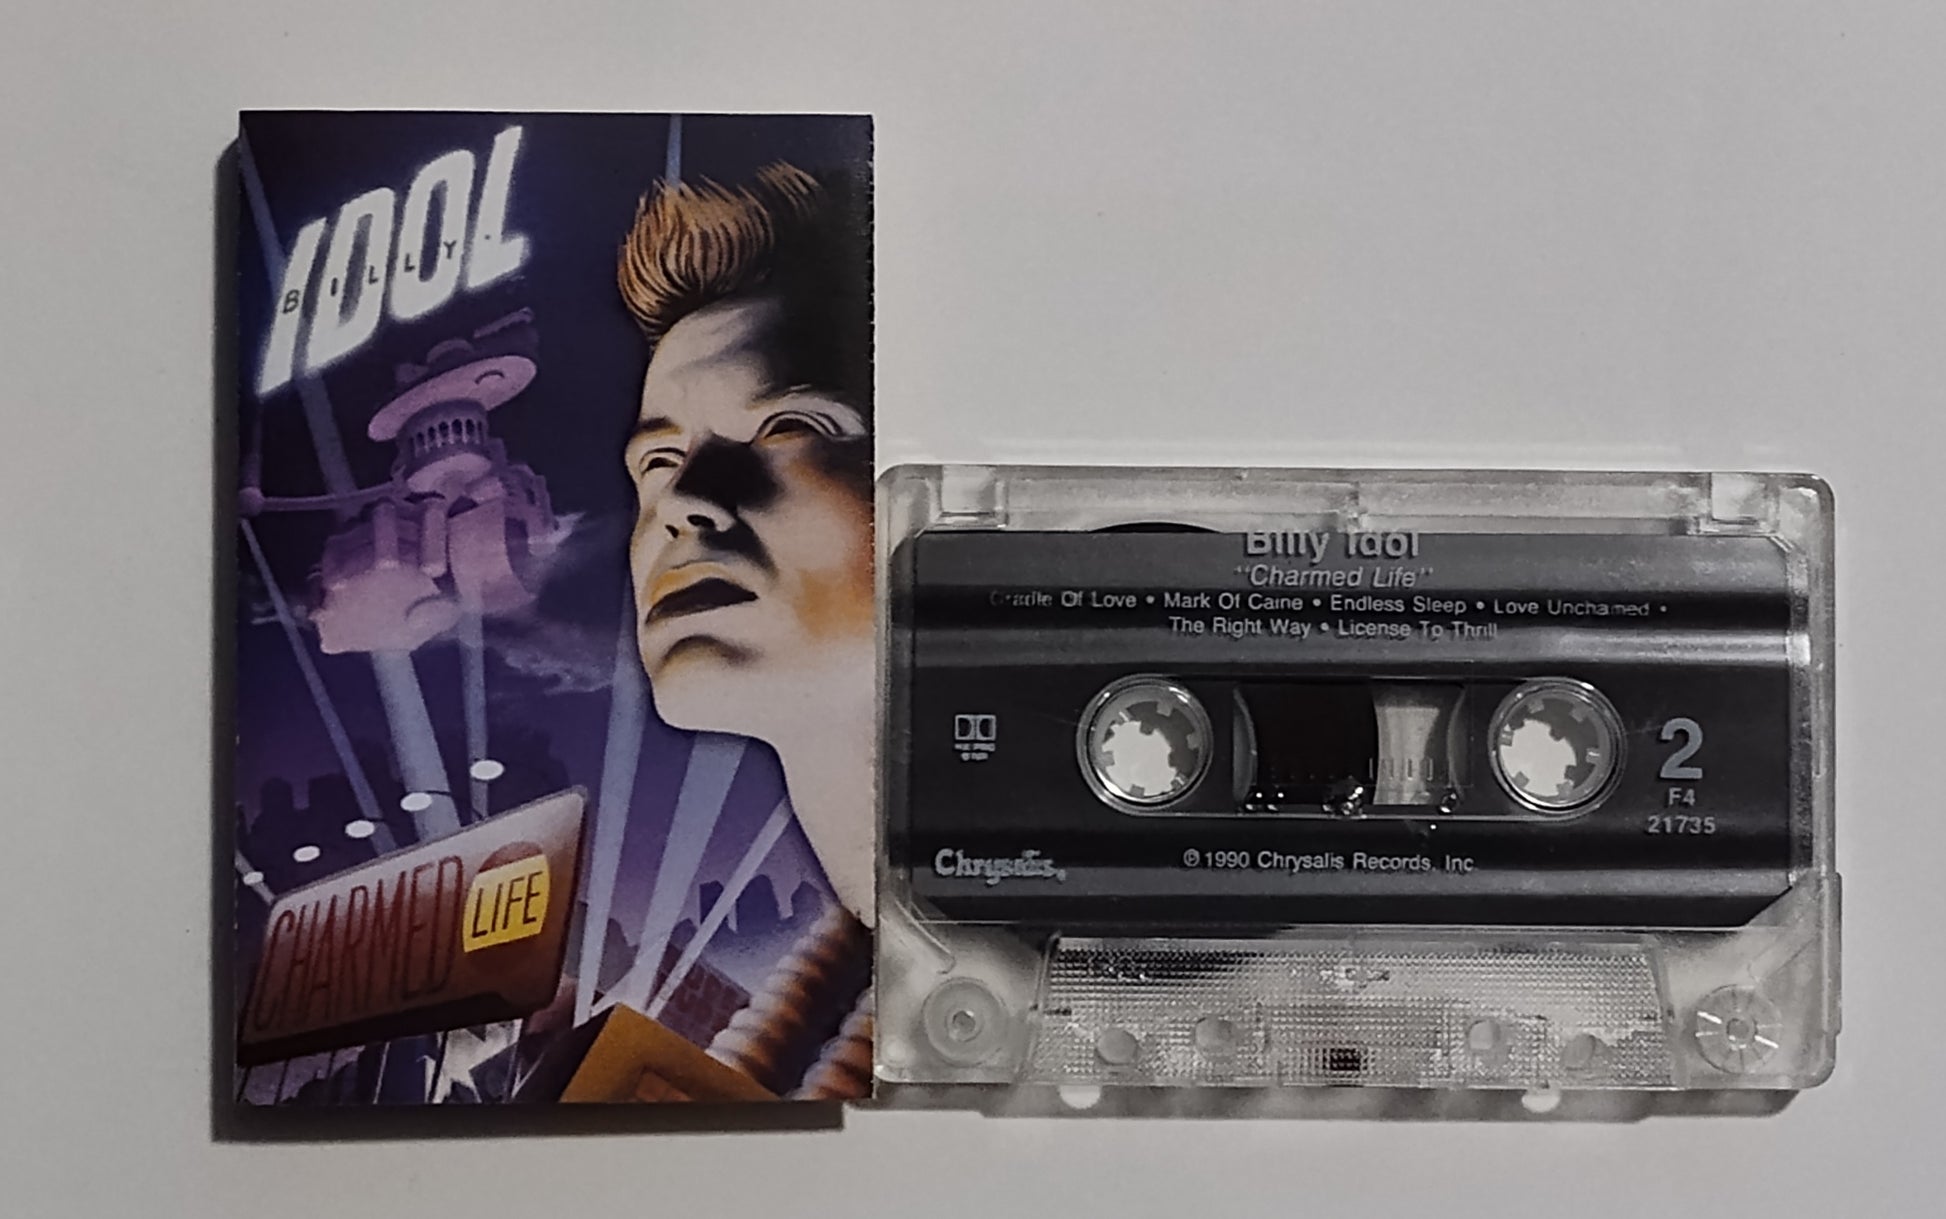 IDOL
BILLY
CHARMED LIFE
Billy Idol
"Charmed Life"
Cradle Of Love • Mark Of Caine • Endless Sleep • Love Unchained •
The Right Way • License To Thrill
2
F4
21735
Chrysalis®
℗ 1990 Chrysalis Records, Inc